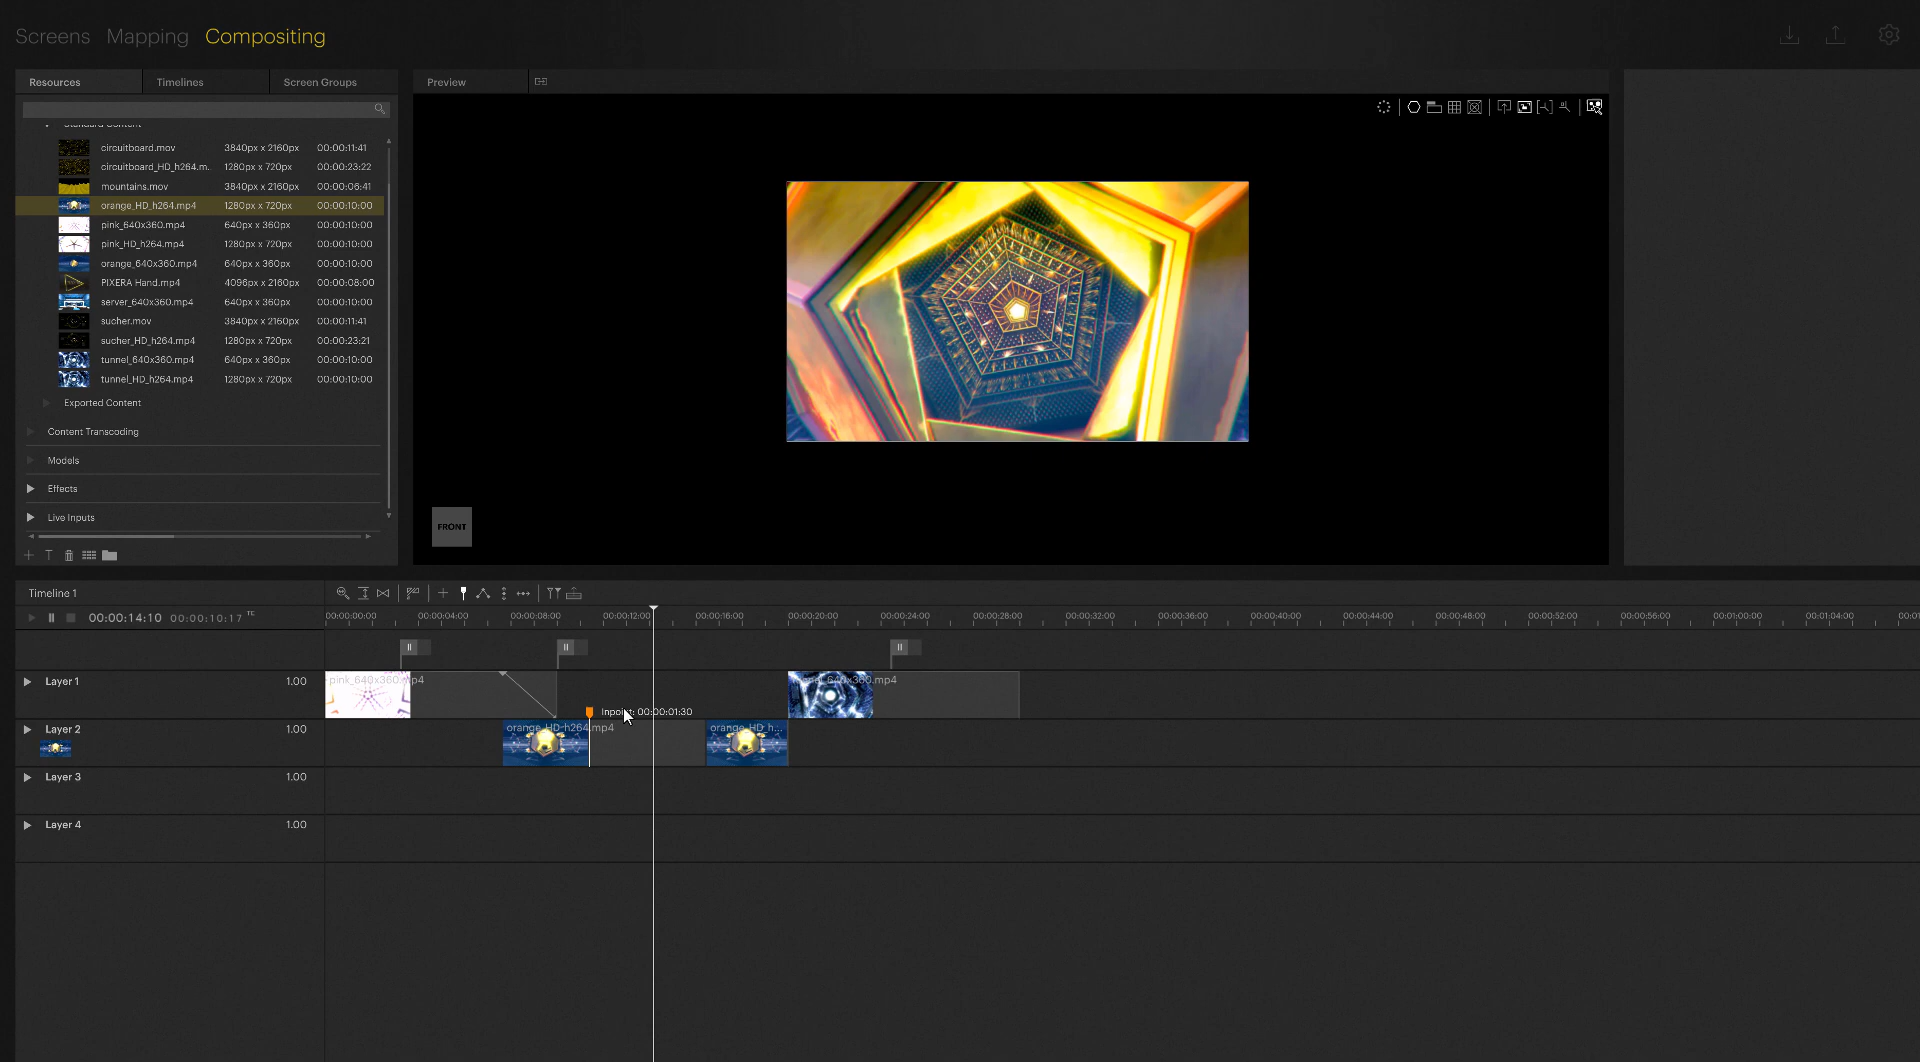 Screens Mapping Compositing
Resources Timelines Screen Groups
Preview
Standard Content
circuitboard.mov 3840px x 2160px 00:00:11:41
circuitboard_HD_h264.m.. 1280px x 720px 00:00:23:22
mountains.mov 3840px x 2160px 00:00:06:41
orange_HD_h264.mp4 1280px x 720px 00:00:10:00
pink_640x360.mp4 640px x 360px 00:00:10:00
pink_HD_h264.mp4 1280px x 720px 00:00:10:00
orange_640x360.mp4 640px x 360px 00:00:10:00
PIXERA Hand.mp4 4096px x 2160px 00:00:08:00
server_640x360.mp4 640px x 360px 00:00:10:00
sucher.mov 3840px x 2160px 00:00:11:41
sucher_HD_h264.mp4 1280px x 720px 00:00:23:21
tunnel_640x360.mp4 640px x 360px 00:00:10:00
tunnel_HD_h264.mp4 1280px x 720px 00:00:10:00
Exported Content
Content Transcoding
Models
Effects
Live Inputs
FRONT
Timeline 1
00:00:14:10 00:00:10:17 TC
00:00:00:00 00:00:04:00 00:00:08:00 00:00:12:00 00:00:16:00 00:00:20:00 00:00:24:00 00:00:28:00 00:00:32:00 00:00:36:00 00:00:40:00 00:00:44:00 00:00:48:00 00:00:52:00 00:00:56:00 00:01:00:00 00:01:04:00
Layer 1 1.00 pink_640x360.mp4
Inpoint: 00:00:01:30
Layer 2 1.00 orange_HD_h264.mp4 orange_HD_h...
Layer 3 1.00
Layer 4 1.00